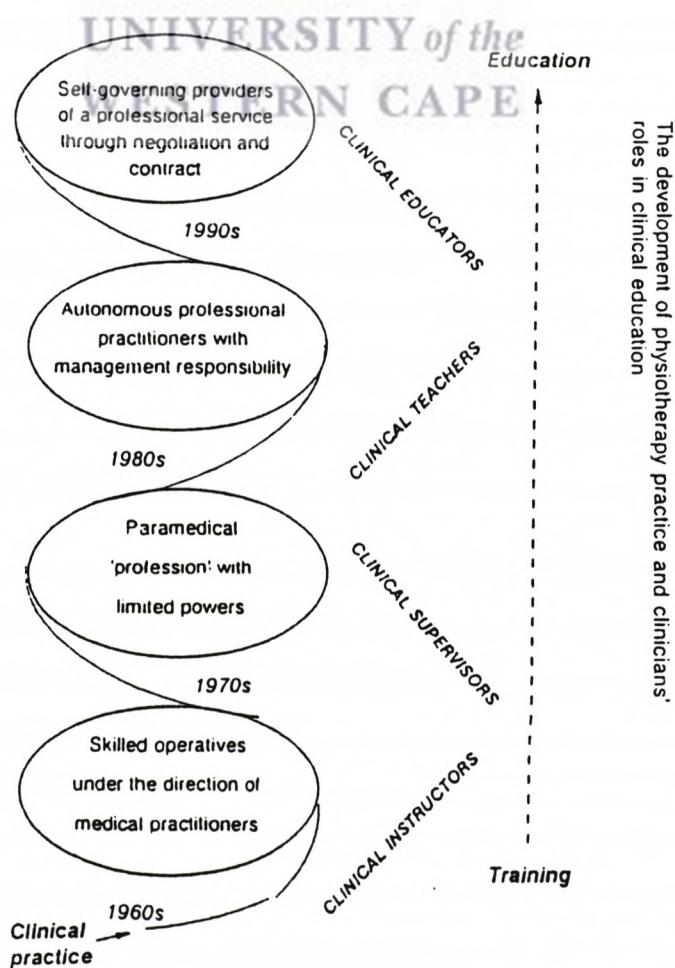 UNIVERSITY of the
WESTERN CAPE
Education
Self-governing providers
of a professional service
through negotiation and
contract
CLINICAL EDUCATORS
1990s
Autonomous professional
practitioners with
management responsibility
CLINICAL TEACHERS
1980s
Paramedical
'profession' with
limited powers
CLINICAL SUPERVISORS
1970s
Skilled operatives
under the direction of
medical practitioners
CLINICAL INSTRUCTORS
Training
1960s
Clinical
practice
The development of physiotherapy practice and clinicians'
roles in clinical education